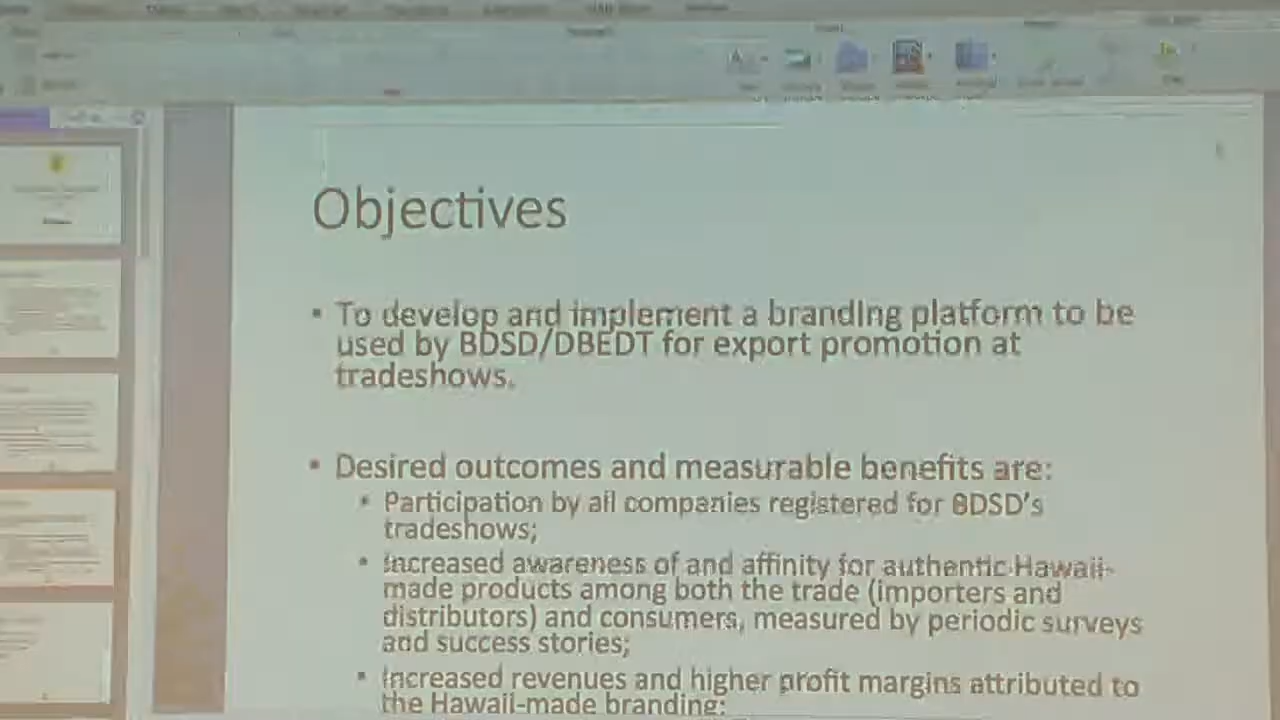 Objectives
• To develop and implement a branding platform to be
used by BDSD/DBEDT for export promotion at
tradeshows.
• Desired outcomes and measurable benefits are:
• Participation by all companies registered for BDSD's
tradeshows;
• Increased awareness of and affinity for authentic Hawaii-
made products among both the trade (importers and
distributors) and consumers, measured by periodic surveys
and success stories;
• Increased revenues and higher profit margins attributed to
the Hawaii-made branding;